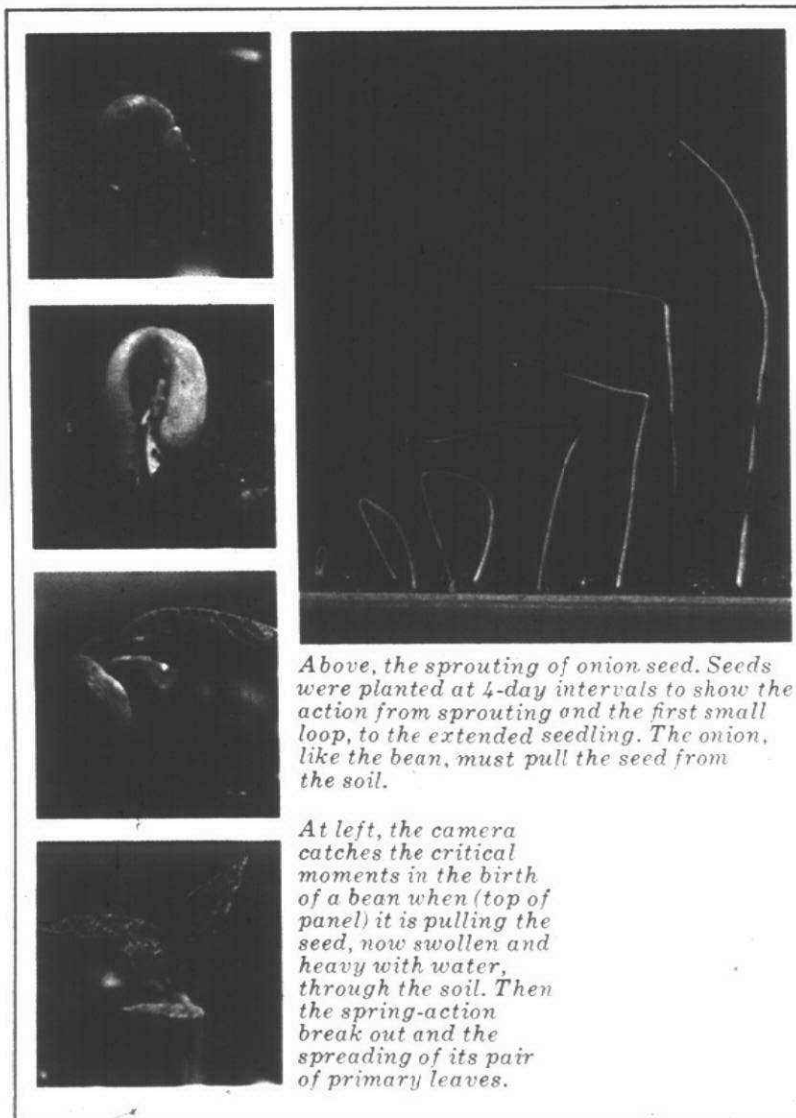 Above, the sprouting of onion seed. Seeds
were planted at 4-day intervals to show the
action from sprouting and the first small
loop, to the extended seedling. The onion,
like the bean, must pull the seed from
the soil.
At left, the camera
catches the critical
moments in the birth
of a bean when (top of
panel) it is pulling the
seed, now swollen and
heavy with water,
through the soil. Then
the spring-action
break out and the
spreading of its pair
of primary leaves.